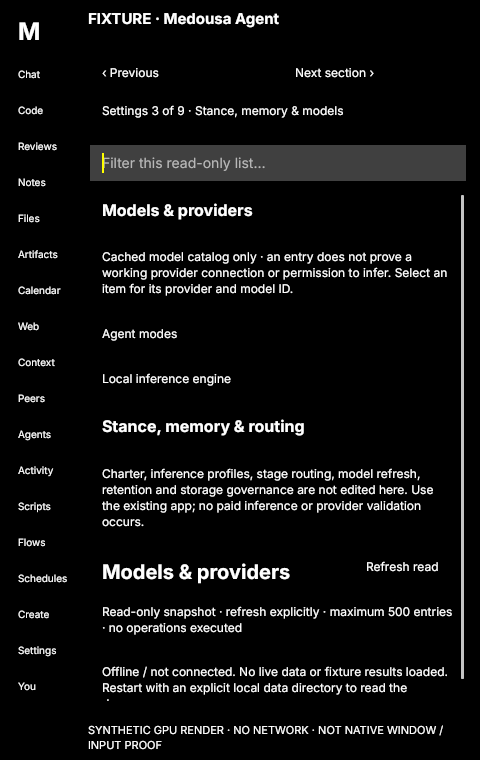 M
FIXTURE · Medousa Agent
Chat
Code
Reviews
Notes
Files
Artifacts
Calendar
Web
Context
Peers
Agents
Activity
Scripts
Flows
Schedules
Create
Settings
You
‹ Previous
Next section ›
Settings 3 of 9 · Stance, memory & models
Filter this read-only list...
Models & providers
Cached model catalog only · an entry does not prove a
working provider connection or permission to infer. Select an
item for its provider and model ID.
Agent modes
Local inference engine
Stance, memory & routing
Charter, inference profiles, stage routing, model refresh,
retention and storage governance are not edited here. Use
the existing app; no paid inference or provider validation
occurs.
Models & providers
Refresh read
Read-only snapshot · refresh explicitly · maximum 500 entries
· no operations executed
Offline / not connected. No live data or fixture results loaded.
Restart with an explicit local data directory to read the
SYNTHETIC GPU RENDER · NO NETWORK · NOT NATIVE WINDOW /
INPUT PROOF